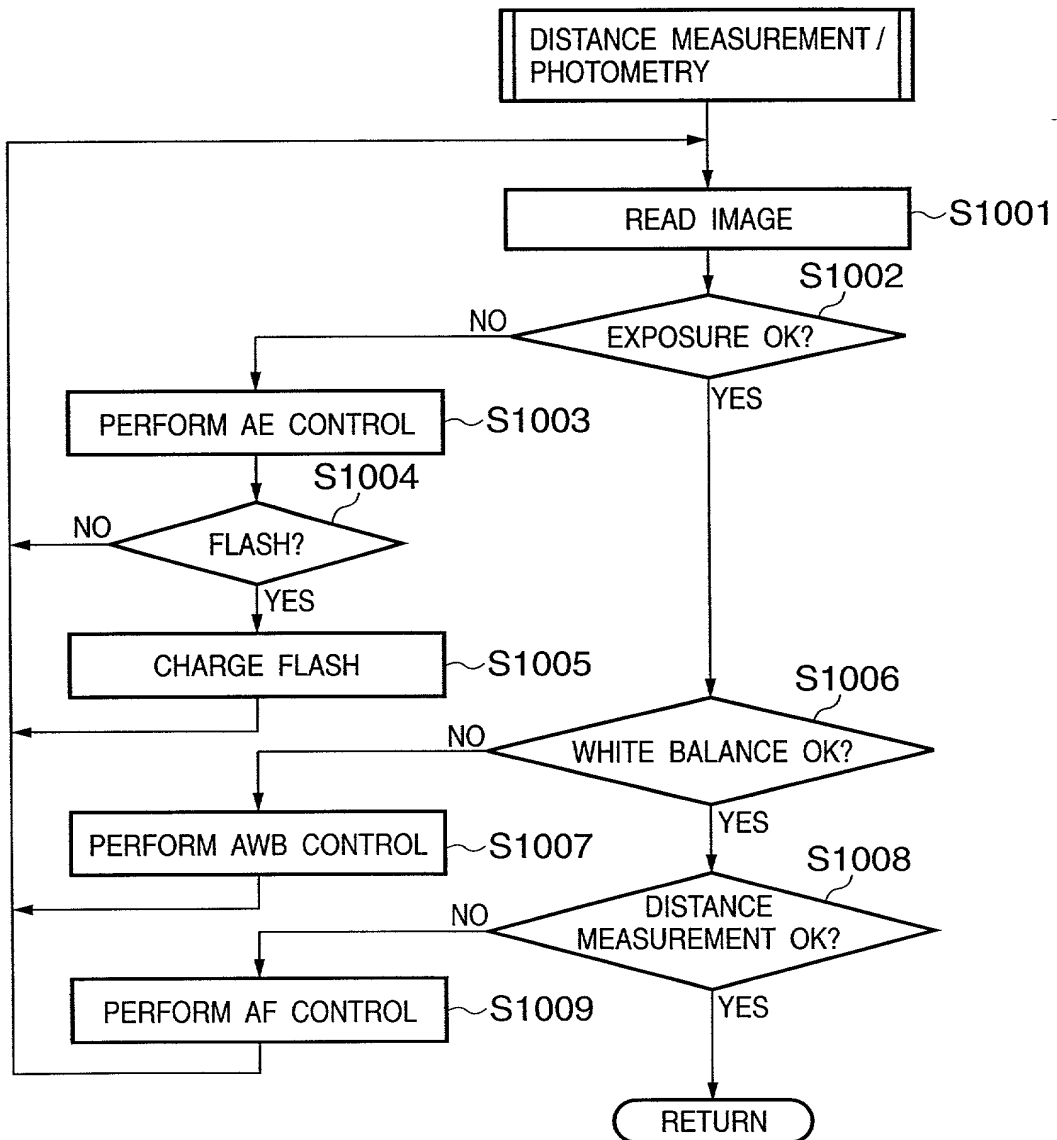 DISTANCE MEASUREMENT /
PHOTOMETRY
READ IMAGE
S1001
S1002
NO
EXPOSURE OK?
YES
PERFORM AE CONTROL
S1003
S1004
NO
FLASH?
YES
CHARGE FLASH
S1005
S1006
NO
WHITE BALANCE OK?
YES
PERFORM AWB CONTROL
S1007
S1008
NO
DISTANCE
MEASUREMENT OK?
YES
PERFORM AF CONTROL
S1009
RETURN